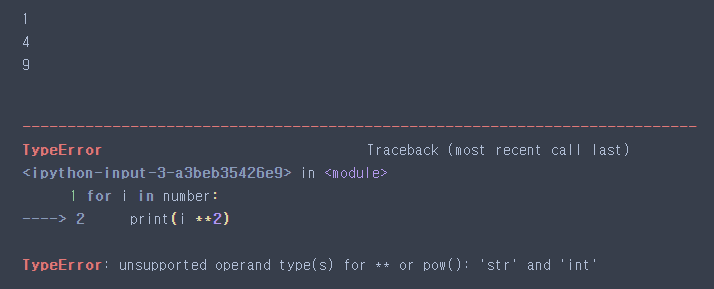 1
4
9
---------------------------------------------------------------------------
TypeError                                 Traceback (most recent call last)
<ipython-input-3-a3beb35426e9> in <module>
      1 for i in number:
----> 2     print(i **2)
TypeError: unsupported operand type(s) for ** or pow(): 'str' and 'int'